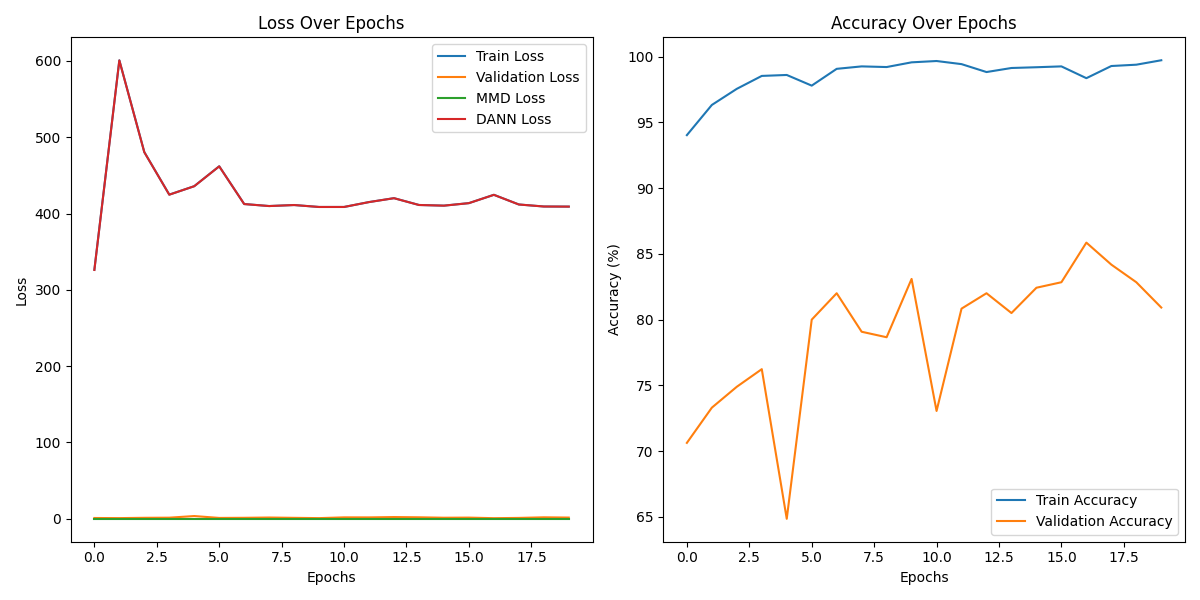 Loss Over Epochs
Train Loss
Validation Loss
MMD Loss
DANN Loss
600
500
400
300
200
100
0
Loss
0.0 2.5 5.0 7.5 10.0 12.5 15.0 17.5
Epochs
Accuracy Over Epochs
100
95
90
85
80
75
70
65
Accuracy (%)
Train Accuracy
Validation Accuracy
0.0 2.5 5.0 7.5 10.0 12.5 15.0 17.5
Epochs